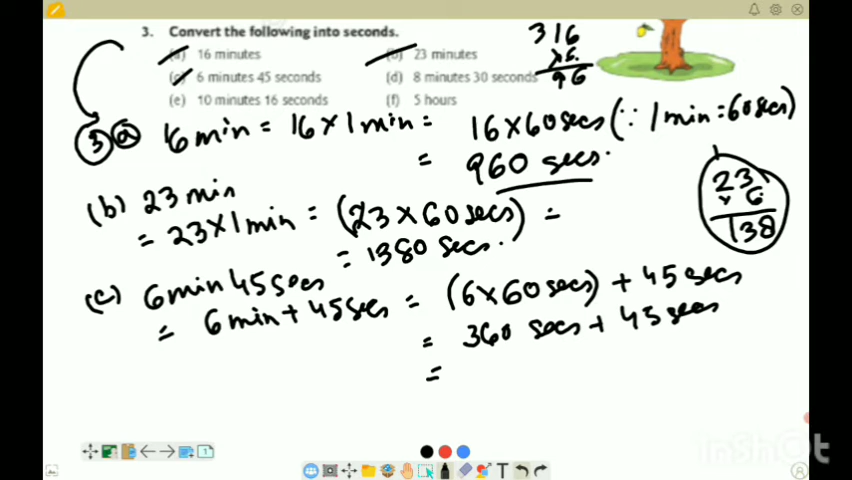 3. Convert the following into seconds.
(a) 16 minutes (b) 23 minutes
(c) 6 minutes 45 seconds (d) 8 minutes 30 seconds
(e) 10 minutes 16 seconds (f) 5 hours
316
x6
96
3 (a) 16 min = 16 x 1 min = 16 x 60 secs (∵ 1 min = 60 secs)
= 960 secs.
23
x 6
138
(b) 23 min
= 23 x 1 min = (23 x 60 secs) =
= 1380 secs.
(c) 6 min 45 secs
= 6 min + 45 secs = (6 x 60 secs) + 45 secs
= 360 secs + 45 secs
=
InShot
1
T